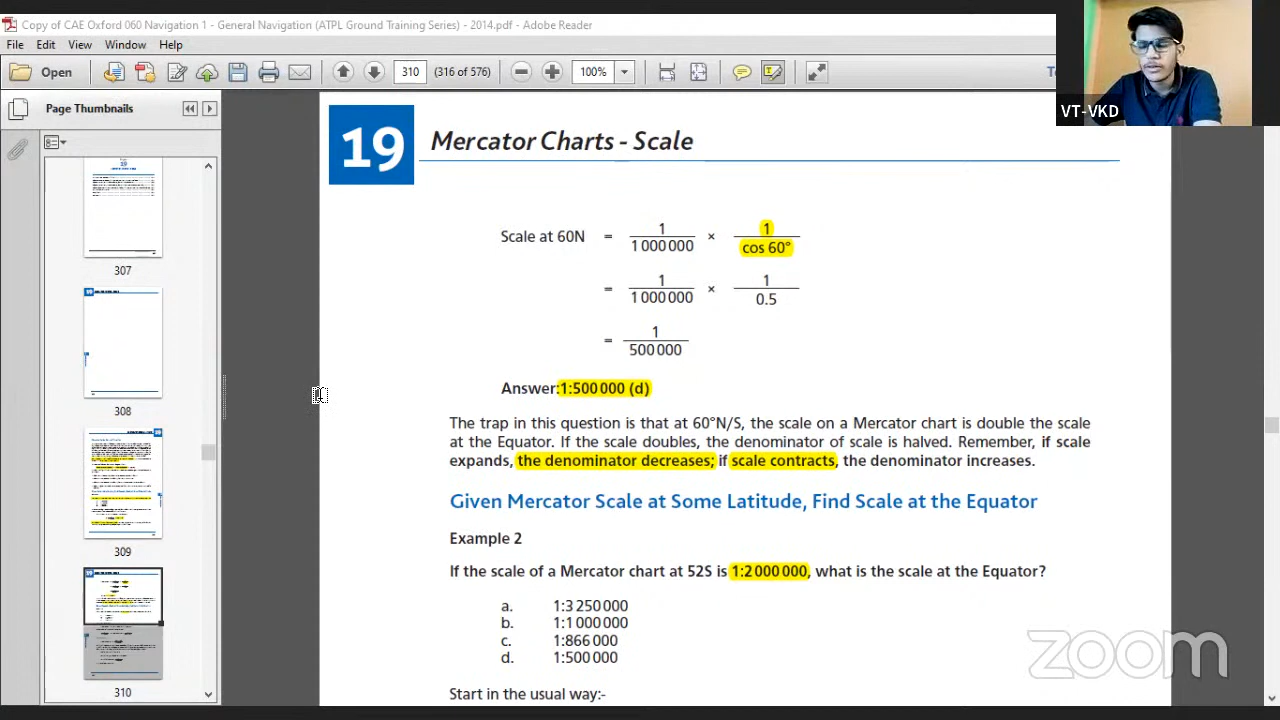 Copy of CAE Oxford 060 Navigation 1 - General Navigation (ATPL Ground Training Series) - 2014.pdf - Adobe Reader
File Edit View Window Help
Open 310 (316 of 576) 100%
VT-VKD
Page Thumbnails
307
308
309
310
19 Mercator Charts - Scale
Scale at 60N = 1/1 000 000 × 1/cos 60°
= 1/1 000 000 × 1/0.5
= 1/500 000
Answer:1:500 000 (d)
The trap in this question is that at 60°N/S, the scale on a Mercator chart is double the scale
at the Equator. If the scale doubles, the denominator of scale is halved. Remember, if scale
expands, the denominator decreases; if scale contracts, the denominator increases.
Given Mercator Scale at Some Latitude, Find Scale at the Equator
Example 2
If the scale of a Mercator chart at 52S is 1:2 000 000, what is the scale at the Equator?
a. 1:3 250 000
b. 1:1 000 000
c. 1:866 000
d. 1:500 000
Start in the usual way:-
zoom